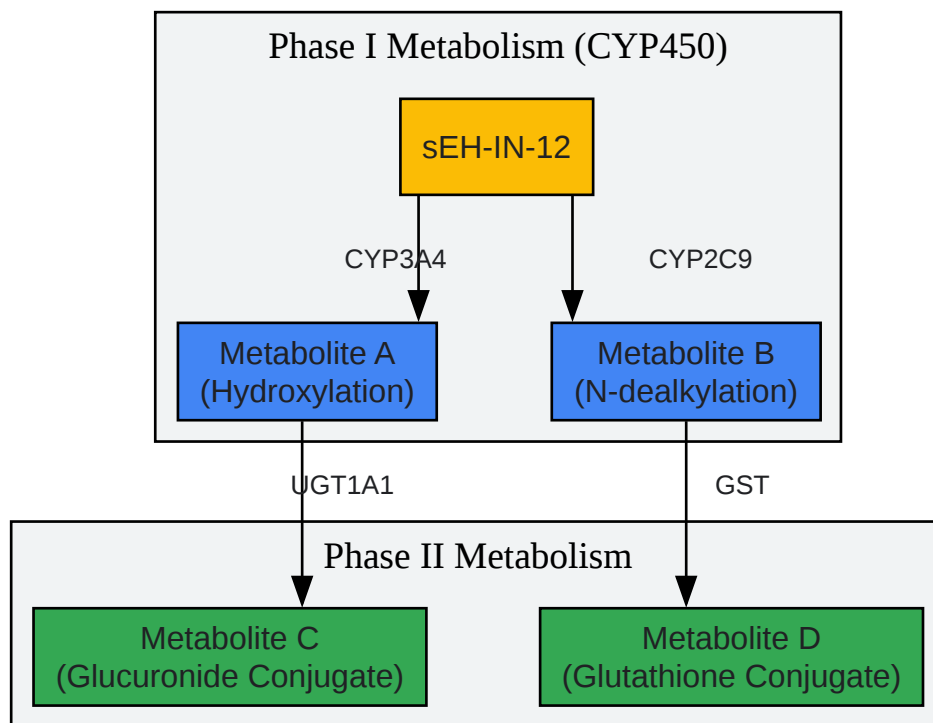 Phase I Metabolism (CYP450)
sEH-IN-12
CYP3A4
CYP2C9
Metabolite A
(Hydroxylation)
Metabolite B
(N-dealkylation)
UGT1A1
GST
Phase II Metabolism
Metabolite C
(Glucuronide Conjugate)
Metabolite D
(Glutathione Conjugate)